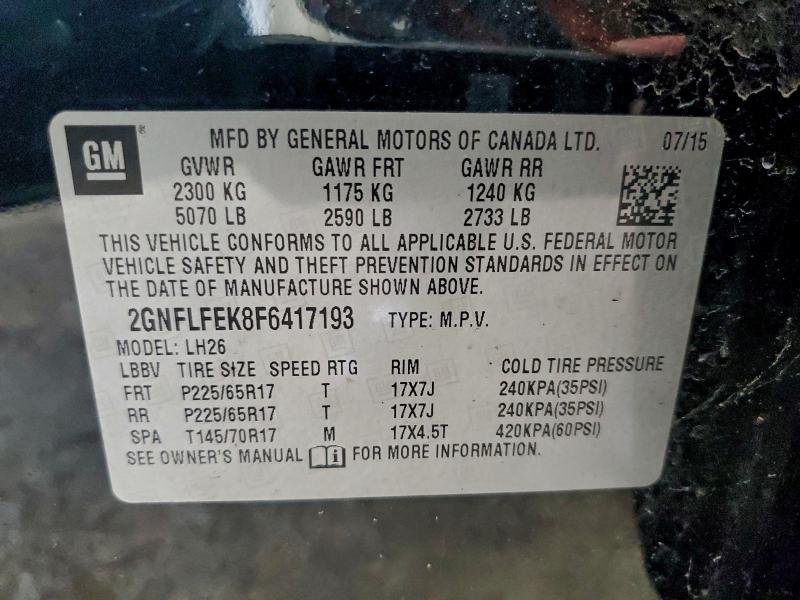 GM® MFD BY GENERAL MOTORS OF CANADA LTD. 07/15
GVWR GAWR FRT GAWR RR
2300 KG 1175 KG 1240 KG
5070 LB 2590 LB 2733 LB
THIS VEHICLE CONFORMS TO ALL APPLICABLE U.S. FEDERAL MOTOR
VEHICLE SAFETY AND THEFT PREVENTION STANDARDS IN EFFECT ON
THE DATE OF MANUFACTURE SHOWN ABOVE.
2GNFLFEK8F6417193 TYPE: M.P.V.
MODEL: LH26
LBBV TIRE SIZE SPEED RTG RIM COLD TIRE PRESSURE
FRT P225/65R17 T 17X7J 240KPA(35PSI)
RR P225/65R17 T 17X7J 240KPA(35PSI)
SPA T145/70R17 M 17X4.5T 420KPA(60PSI)
SEE OWNER'S MANUAL i FOR MORE INFORMATION.